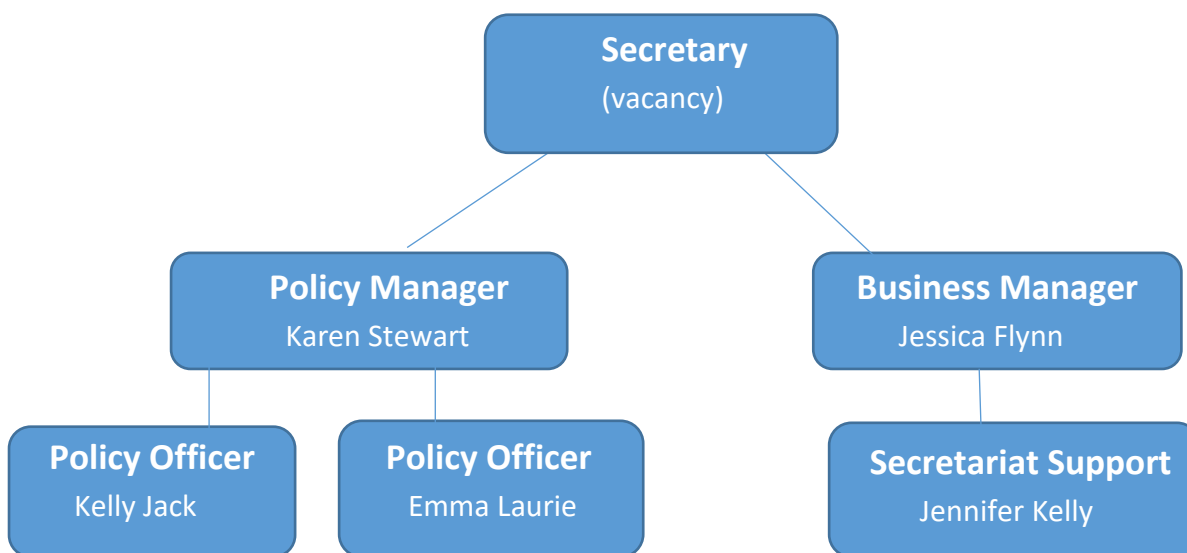 Secretary
(vacancy)
Policy Manager
Karen Stewart
Business Manager
Jessica Flynn
Policy Officer
Kelly Jack
Policy Officer
Emma Laurie
Secretariat Support
Jennifer Kelly